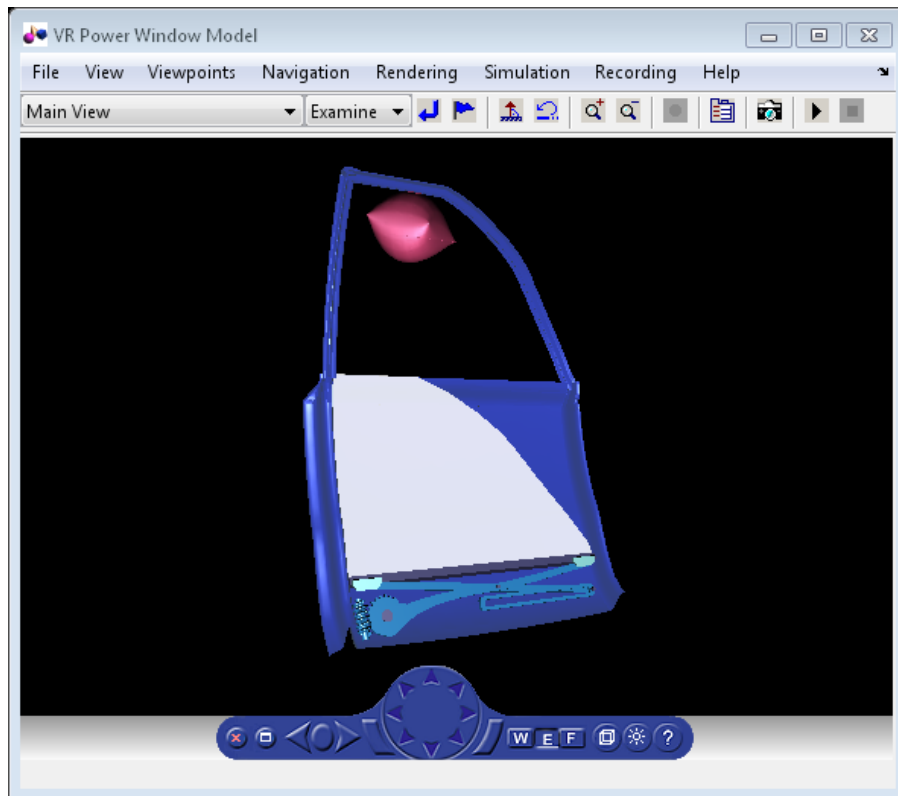 VR Power Window Model
File View Viewpoints Navigation Rendering Simulation Recording Help
Main View Examine
W E F ?